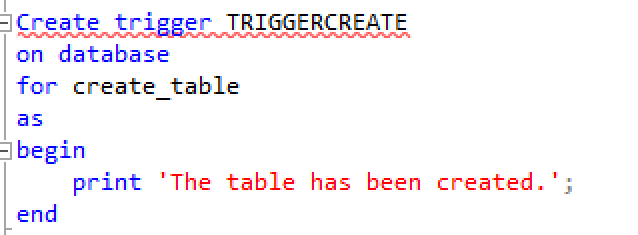 Create trigger TRIGGERCREATE
on database
for create_table
as
begin
    print 'The table has been created.';
end